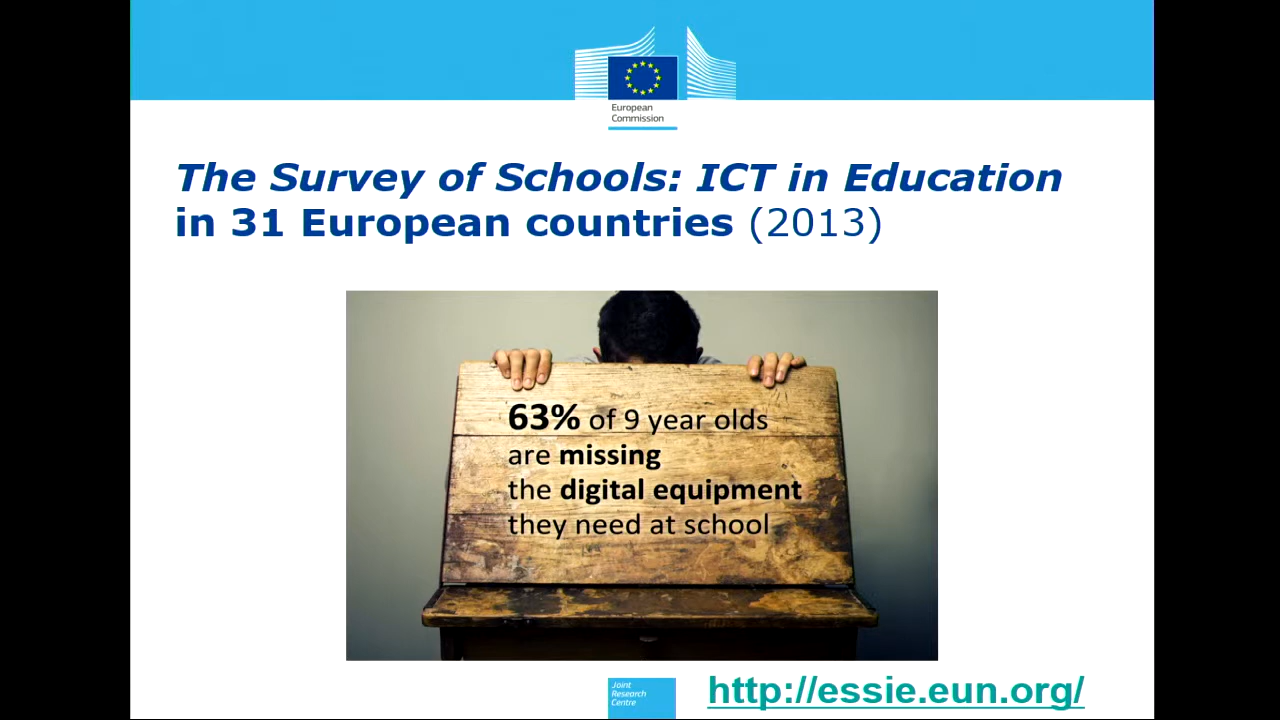 European
Commission
The Survey of Schools: ICT in Education
in 31 European countries (2013)
63% of 9 year olds
are missing
the digital equipment
they need at school
Joint
Research
Centre
http://essie.eun.org/